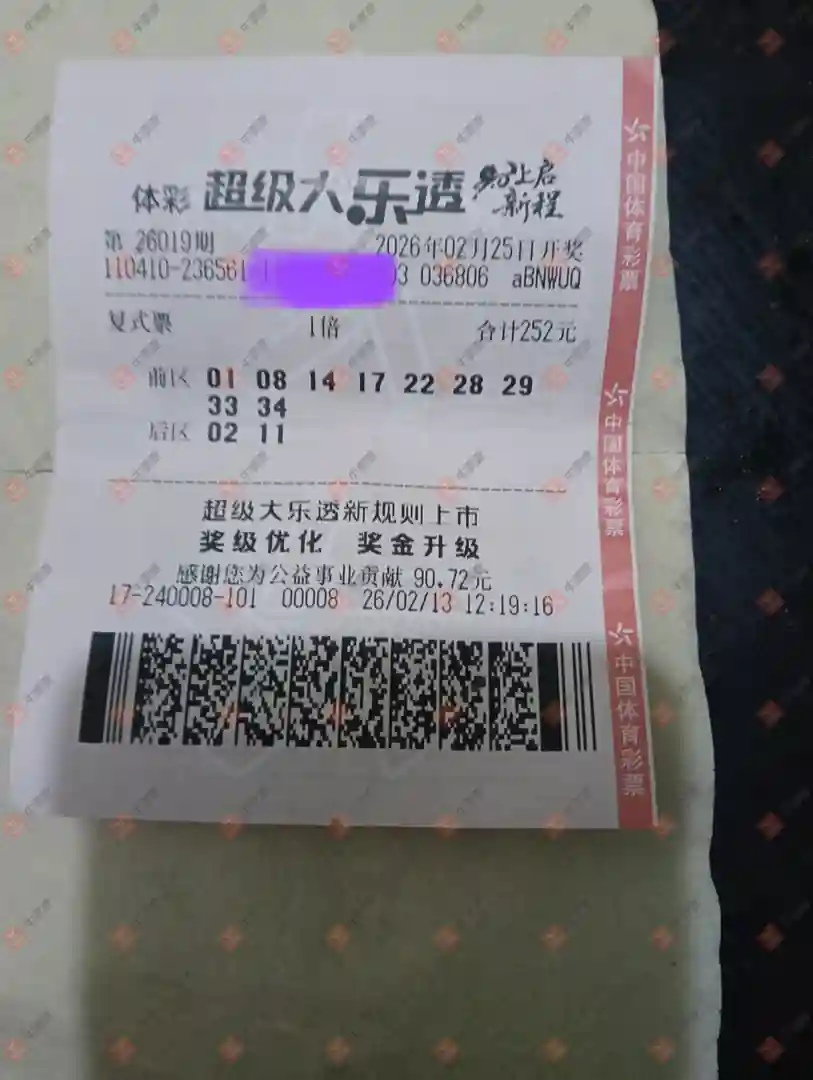 体彩 超级大乐透 马上启新程
第 26019期 2026年02月25日开奖
110410-236561 3 036806 aBNWUQ
复式票 1倍 合计252元
前区 01 08 14 17 22 28 29
33 34
后区 02 11
超级大乐透新规则上市
奖级优化 奖金升级
感谢您为公益事业贡献 90.72元
17-240008-101 00008 26/02/13 12:19:16
中国体育彩票
中国体育彩票
中国体育彩票